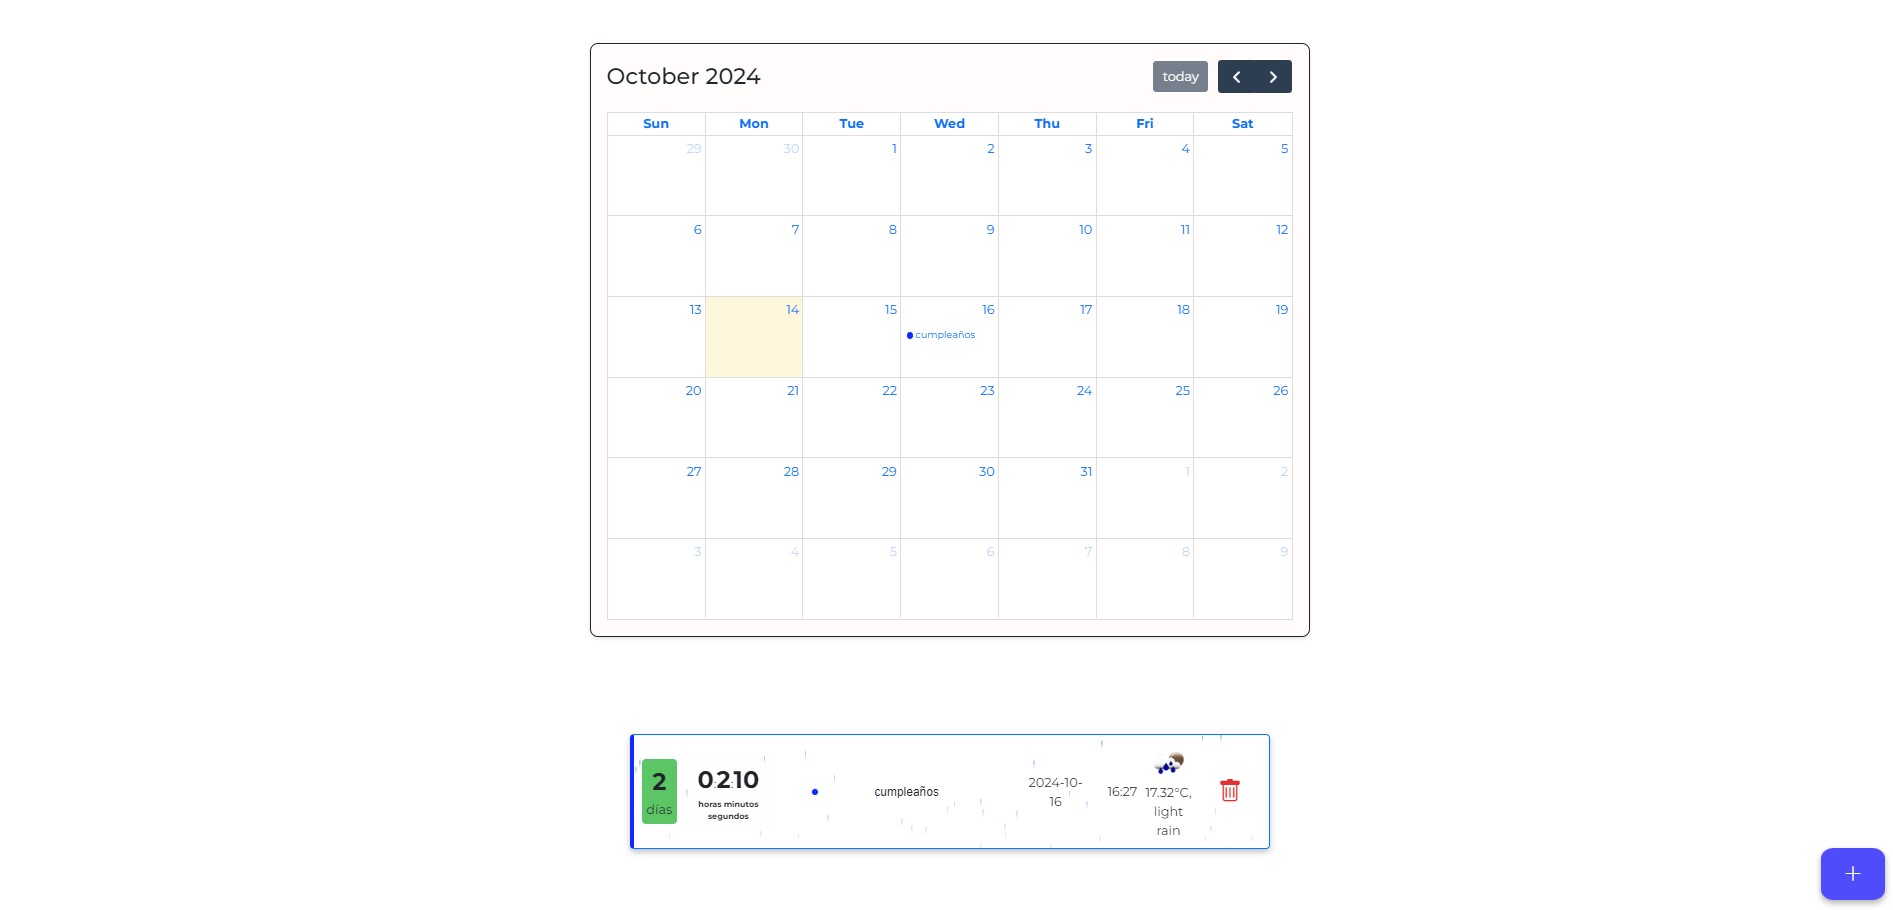 October 2024
today
Sun Mon Tue Wed Thu Fri Sat
29 30 1 2 3 4 5
6 7 8 9 10 11 12
13 14 15 16 17 18 19
cumpleaños
20 21 22 23 24 25 26
27 28 29 30 31 1 2
3 4 5 6 7 8 9
2
días
0:2:10
horas minutos
segundos
cumpleaños
2024-10-
16
16:27
17.32°C,
light
rain
+